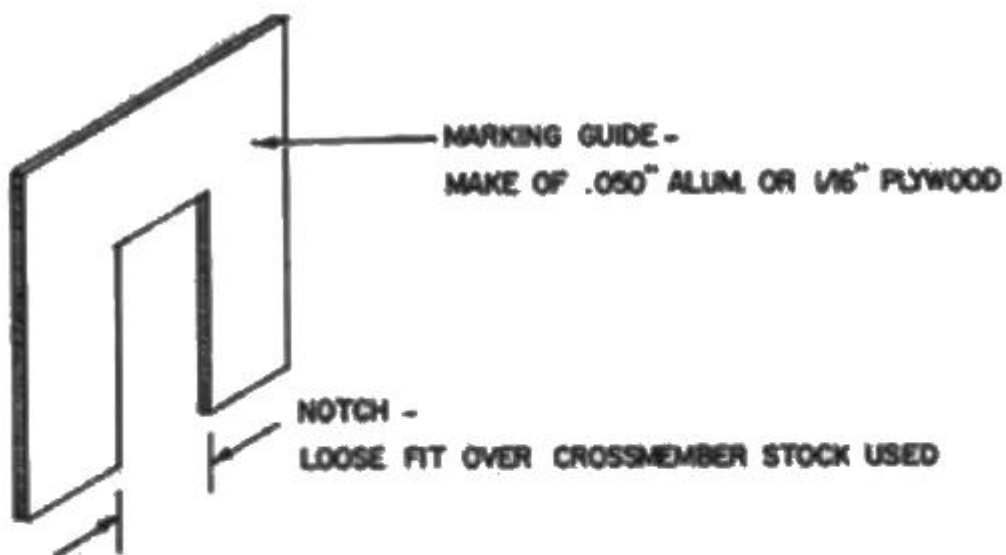 MARKING GUIDE -
MAKE OF .050" ALUM. OR 1/16" PLYWOOD
NOTCH -
LOOSE FIT OVER CROSSMEMBER STOCK USED